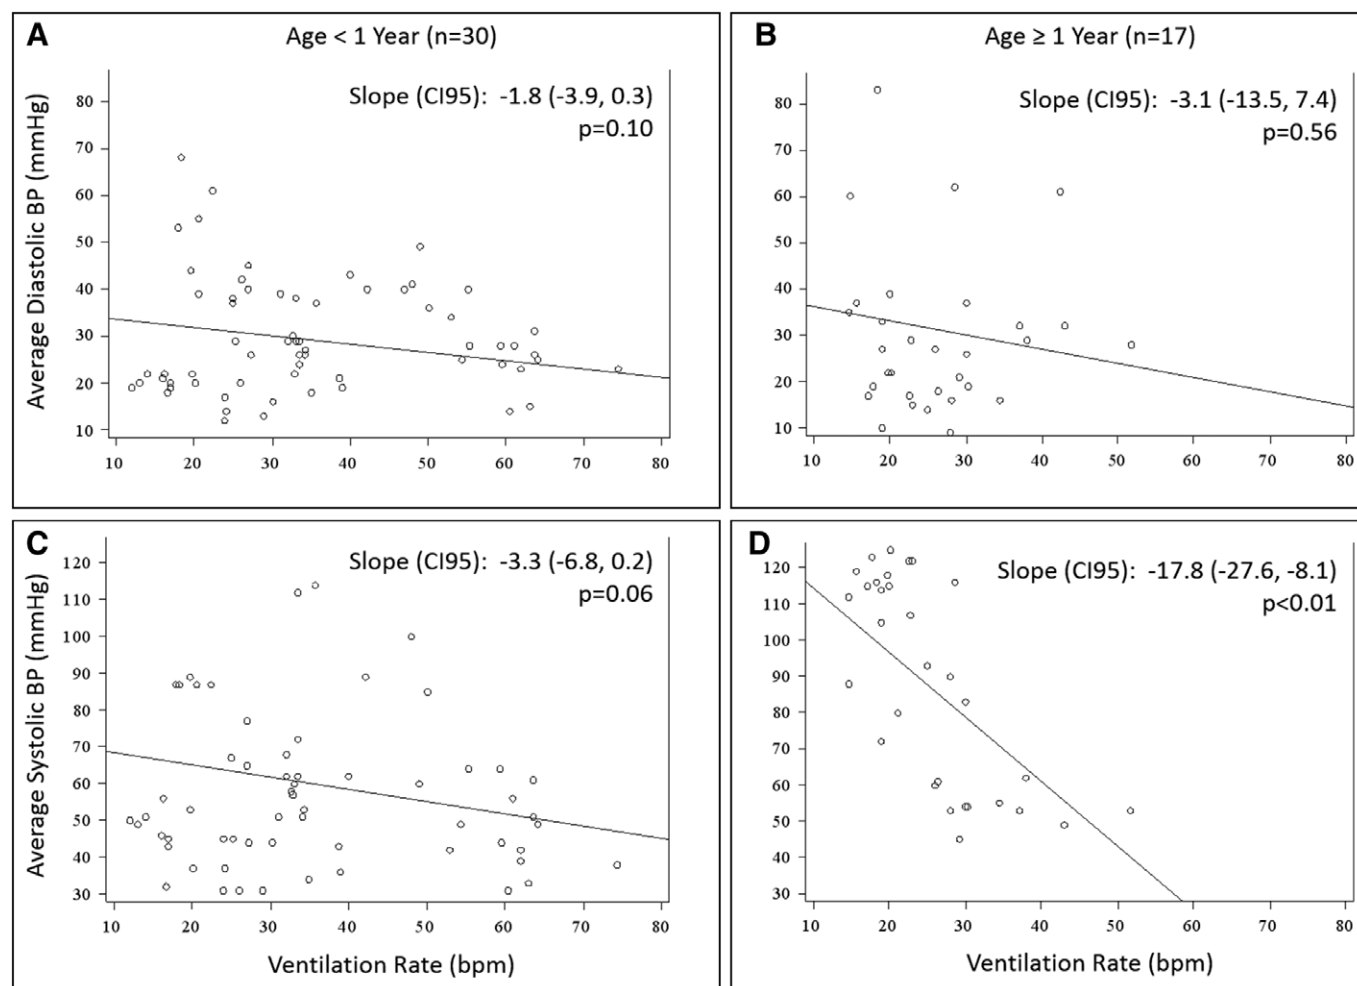 A
Age < 1 Year (n=30)
Slope (CI95): -1.8 (-3.9, 0.3)
p=0.10
Average Diastolic BP (mmHg)
80
70
60
50
40
30
20
10
10 20 30 40 50 60 70 80
B
Age ≥ 1 Year (n=17)
Slope (CI95): -3.1 (-13.5, 7.4)
p=0.56
80
70
60
50
40
30
20
10
10 20 30 40 50 60 70 80
C
Slope (CI95): -3.3 (-6.8, 0.2)
p=0.06
Average Systolic BP (mmHg)
120
110
100
90
80
70
60
50
40
30
10 20 30 40 50 60 70 80
Ventilation Rate (bpm)
D
Slope (CI95): -17.8 (-27.6, -8.1)
p<0.01
120
110
100
90
80
70
60
50
40
30
10 20 30 40 50 60 70 80
Ventilation Rate (bpm)